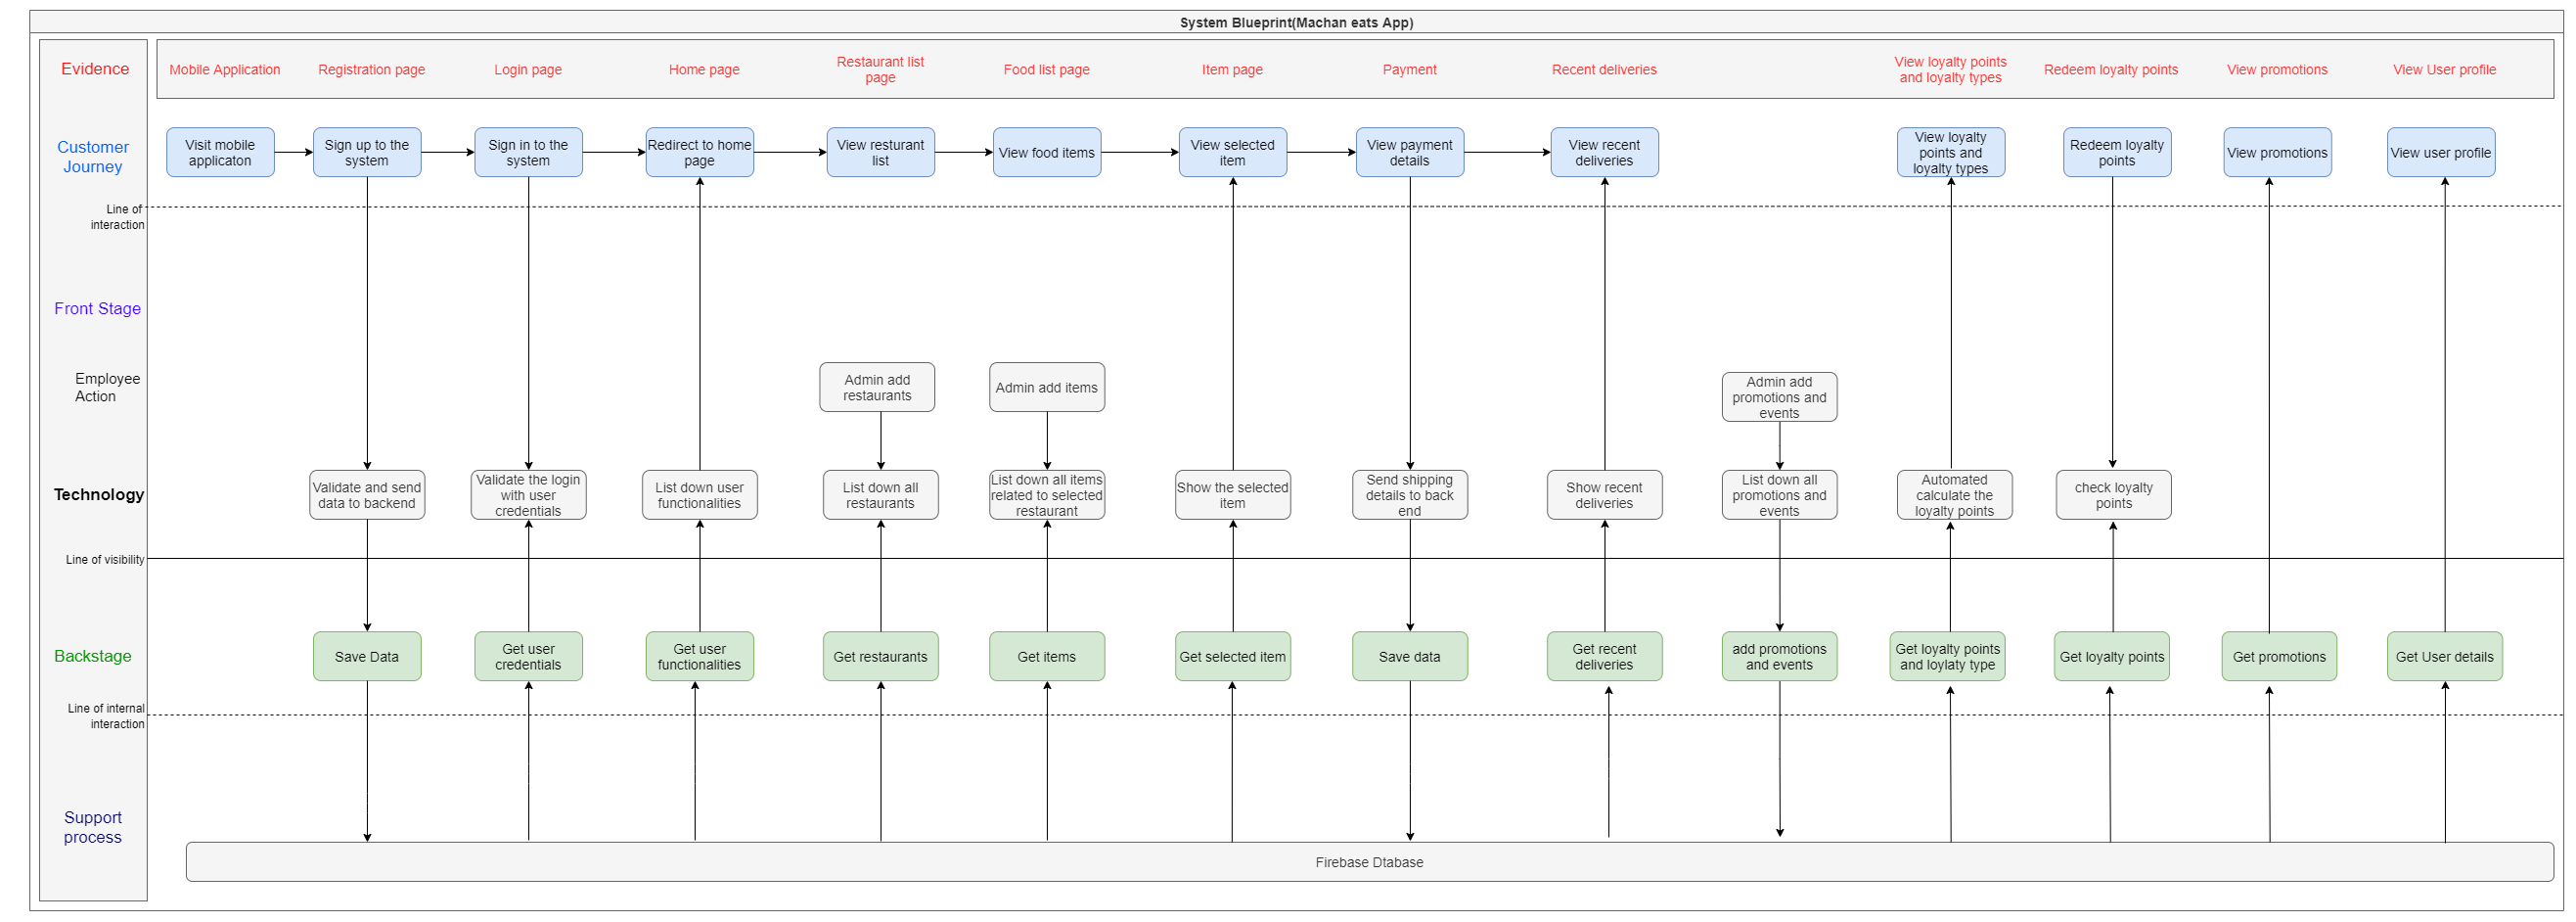 System Blueprint(Machan eats App)
Evidence
Mobile Application
Registration page
Login page
Home page
Restaurant list
page
Food list page
Item page
Payment
Recent deliveries
View loyalty points
and loyalty types
Redeem loyalty points
View promotions
View User profile
Customer
Journey
Visit mobile
applicaton
Sign up to the
system
Sign in to the
system
Redirect to home
page
View resturant
list
View food items
View selected
item
View payment
details
View recent
deliveries
View loyalty
points and
loyalty types
Redeem loyalty
points
View promotions
View user profile
Line of
interaction
Front Stage
Employee
Action
Admin add
restaurants
Admin add items
Admin add
promotions and
events
Technology
Validate and send
data to backend
Validate the login
with user
credentials
List down user
functionalities
List down all
restaurants
List down all items
related to selected
restaurant
Show the selected
item
Send shipping
details to back
end
Show recent
deliveries
List down all
promotions and
events
Automated
calculate the
loyalty points
check loyalty
points
Line of visibility
Backstage
Save Data
Get user
credentials
Get user
functionalities
Get restaurants
Get items
Get selected item
Save data
Get recent
deliveries
add promotions
and events
Get loyalty points
and loylaty type
Get loyalty points
Get promotions
Get User details
Line of internal
interaction
Support
process
Firebase Dtabase